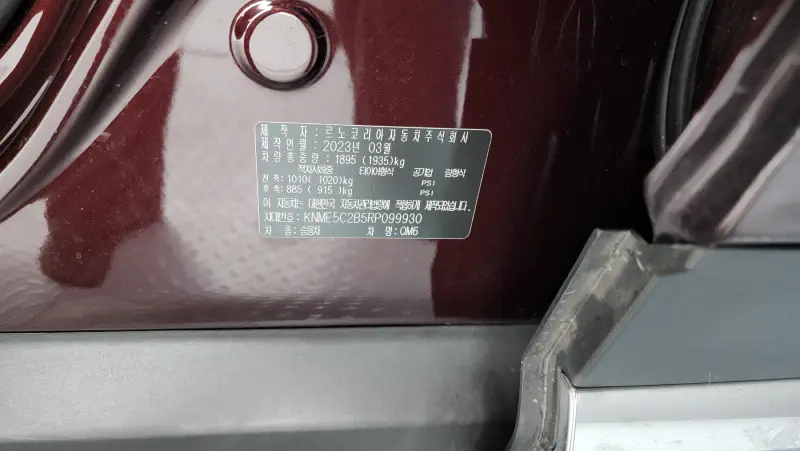 제 작 자 : 르노코리아자동차주식회사
제작연월 : 2023년 03월
차량총중량 : 1895 (1935)kg
적차시하중 타이어형식 공기압 림형식
전 축 : 1010( 1020)kg PSI
후 축 : 885( 915)kg PSI
이 자동차는 대한민국 자동차관리법령에 적합하게 제작되었습니다.
차대번호 : KNME5C2B5RP099930
차 종 : 승용차 차 명 : QM6